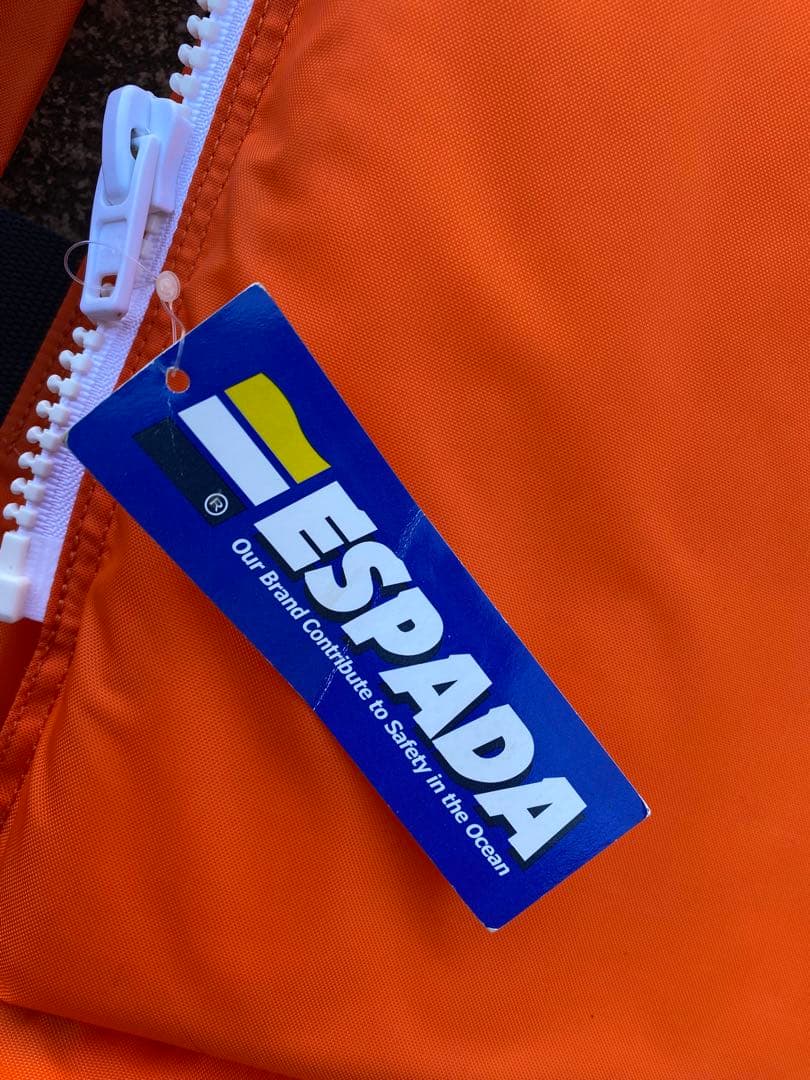 ®
ESPADA
Our Brand Contribute to Safety in the Ocean